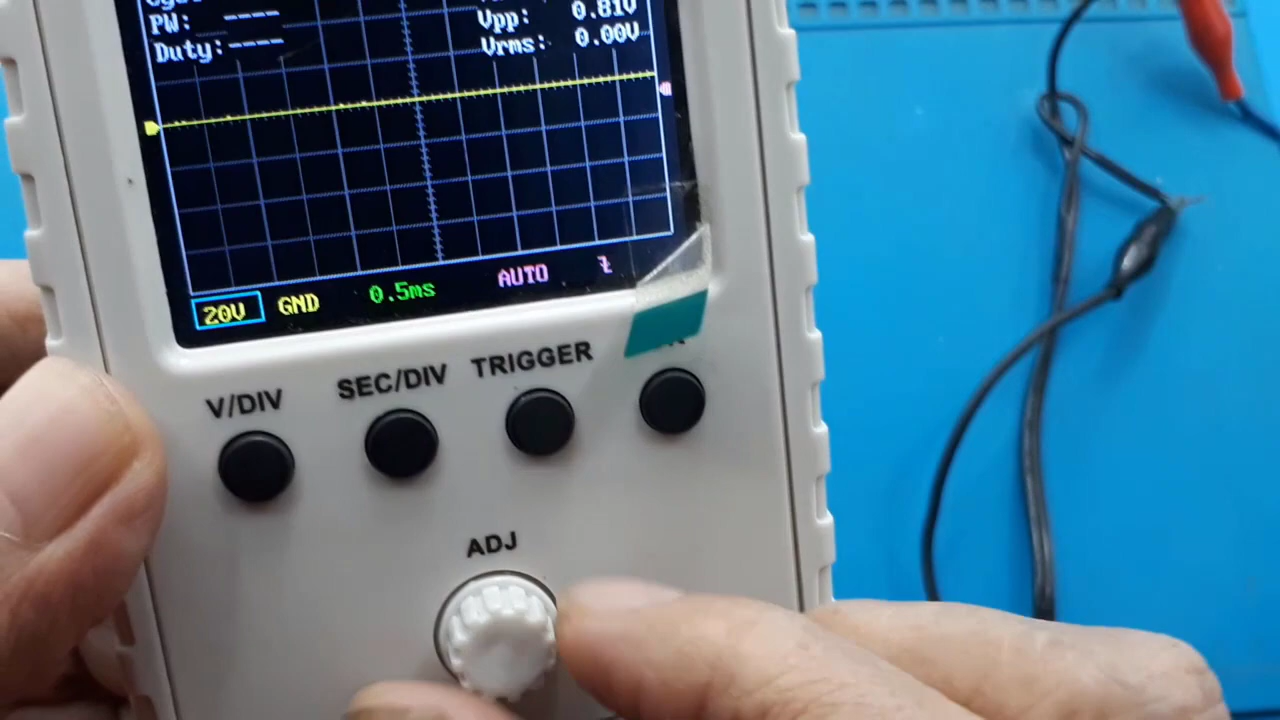 PW: ----
Duty:----
Vpp: 0.81V
Vrms: 0.00V
20V GND 0.5ms AUTO
V/DIV SEC/DIV TRIGGER
ADJ